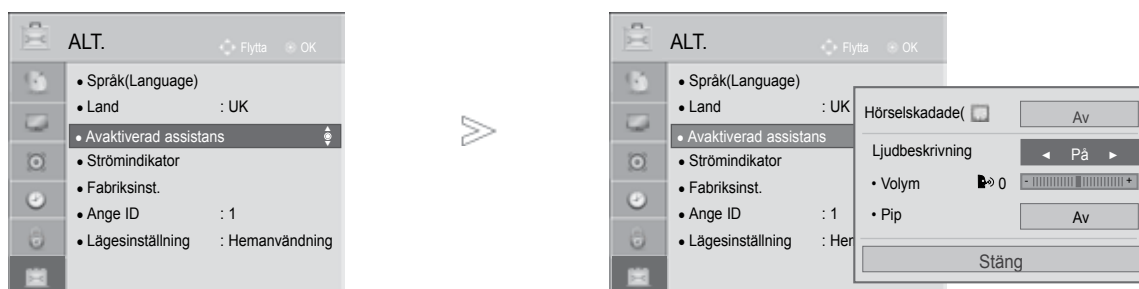 ALT.
Flytta OK
• Språk(Language)
• Land : UK
• Avaktiverad assistans
• Strömindikator
• Fabriksinst.
• Ange ID : 1
• Lägesinställning : Hemanvändning
ALT.
Flytta OK
• Språk(Language)
• Land : UK
• Avaktiverad assistans
• Strömindikator
• Fabriksinst.
• Ange ID : 1
• Lägesinställning : Her
Hörselskadade( Av
Ljudbeskrivning ◄ På ►
• Volym 0 - +
• Pip Av
Stäng